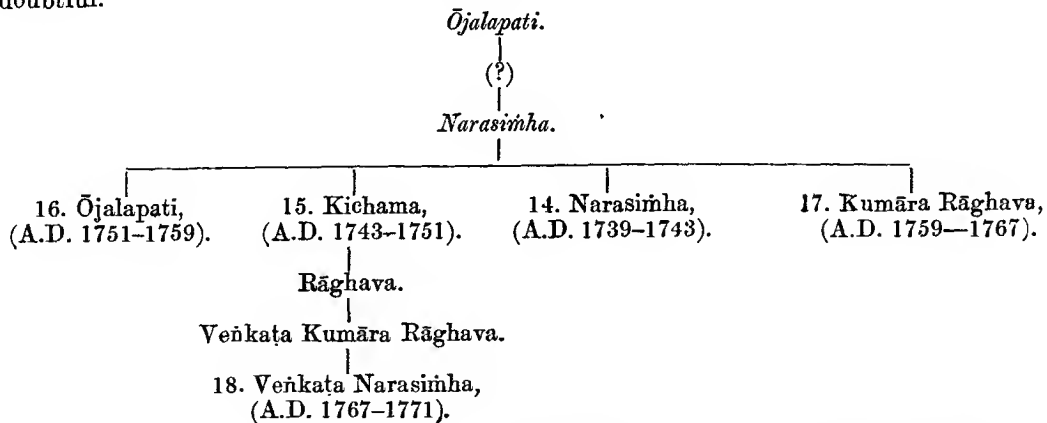 doubtful.
Ōjalapati.
(?)
Narasiṁha.
16. Ōjalapati, 15. Kichama, 14. Narasiṁha, 17. Kumāra Rāghava,
(A.D. 1751–1759). (A.D. 1743–1751). (A.D. 1739–1743). (A.D. 1759—1767).
Rāghava.
Veṅkaṭa Kumāra Rāghava.
18. Veṅkaṭa Narasiṁha,
(A.D. 1767–1771).